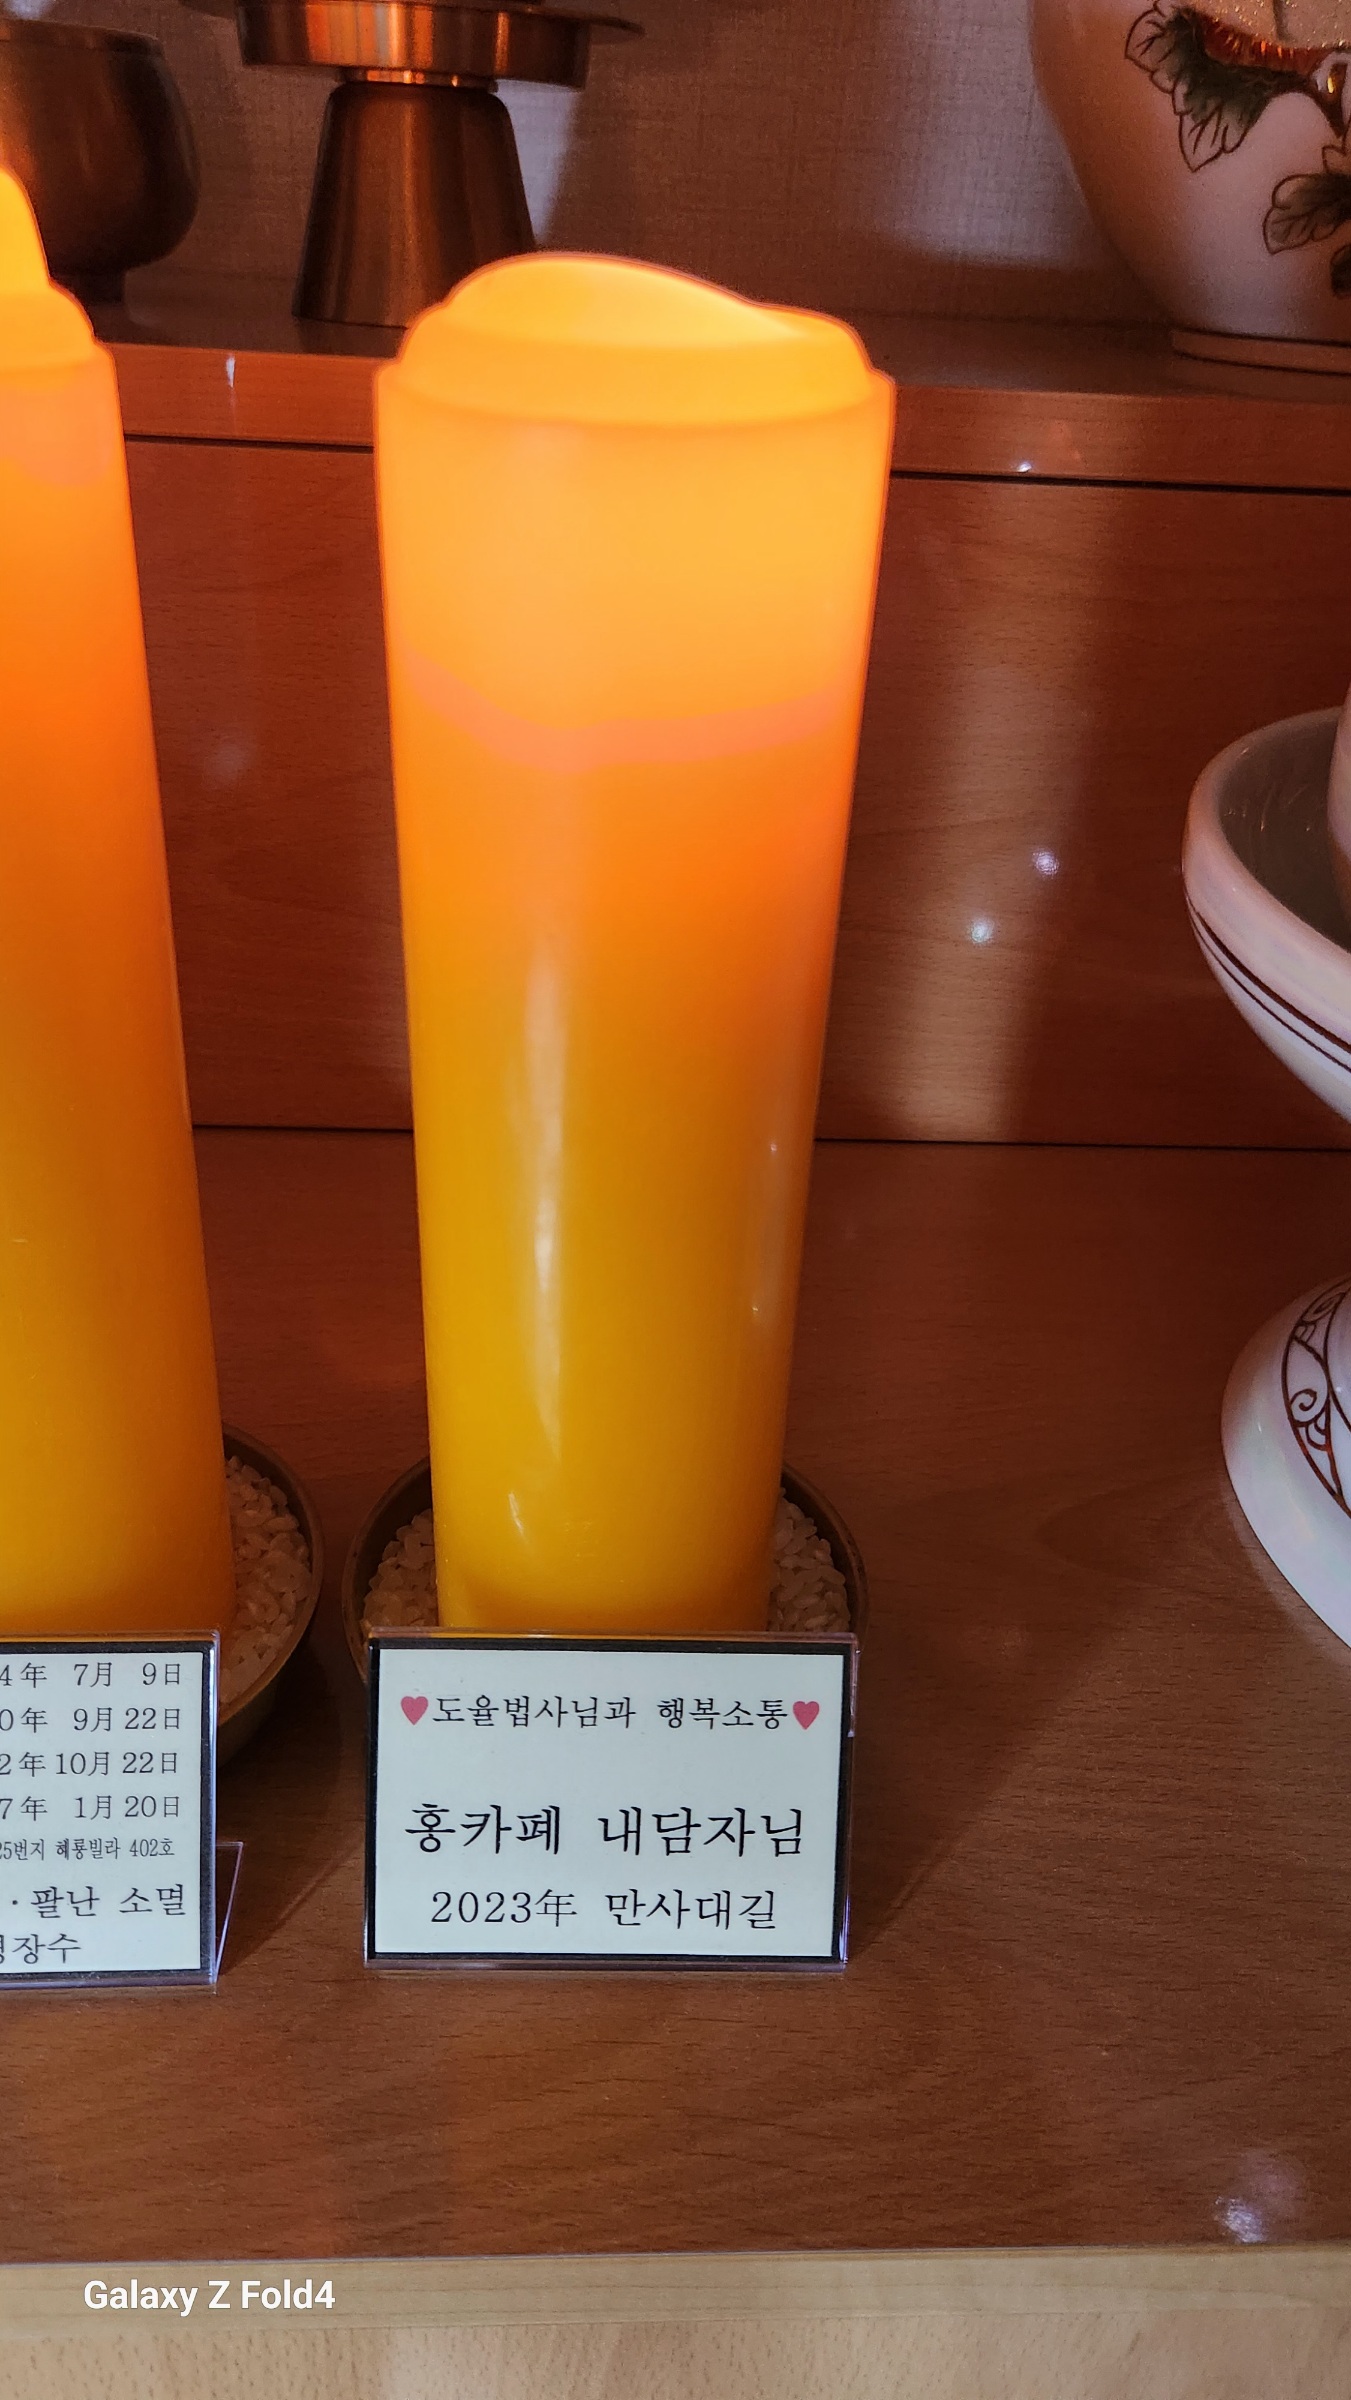 4年 7月 9日
0年 9月 22日
2年 10月 22日
7年 1月 20日
25번지 혜룡빌라 402호
·팔난 소멸
장수
♥도율법사님과 행복소통♥
홍카페 내담자님
2023年 만사대길
Galaxy Z Fold4